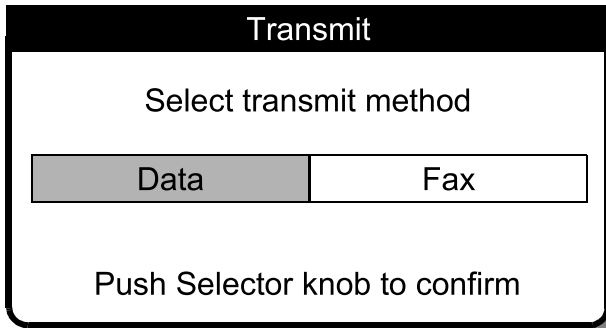 Transmit
Select transmit method
Data Fax
Push Selector knob to confirm